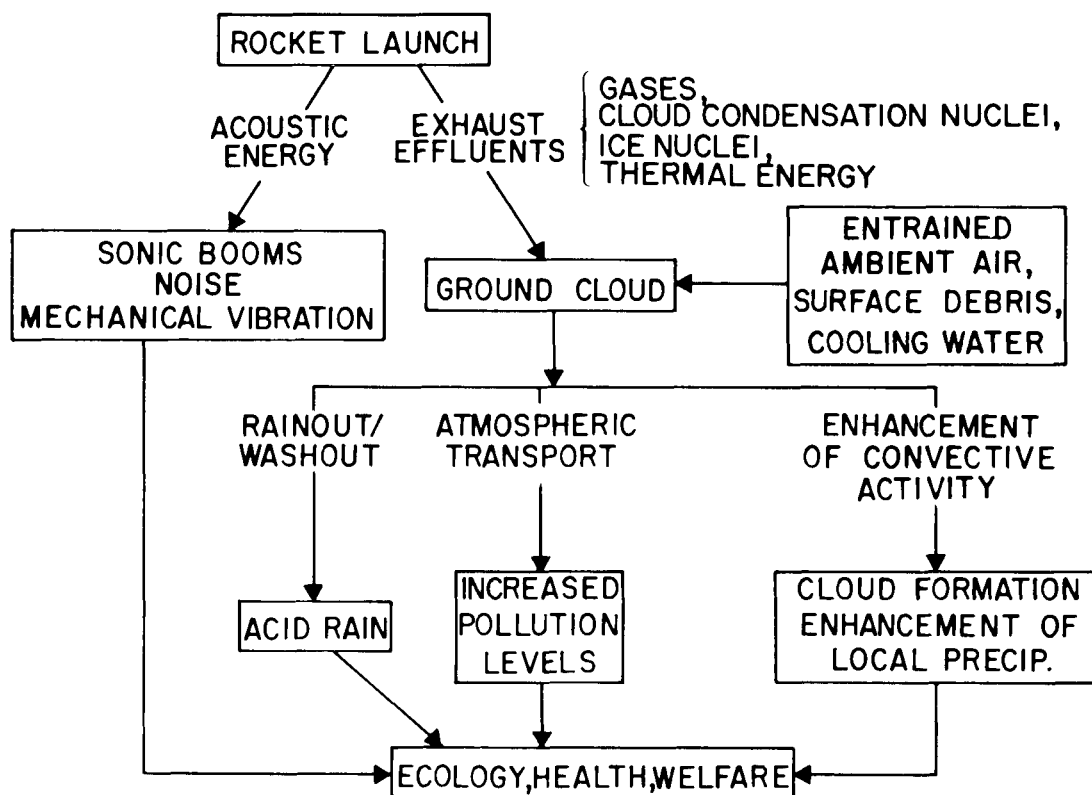 ROCKET LAUNCH
ACOUSTIC
ENERGY
EXHAUST
EFFLUENTS
GASES,
CLOUD CONDENSATION NUCLEI,
ICE NUCLEI,
THERMAL ENERGY
SONIC BOOMS
NOISE
MECHANICAL VIBRATION
GROUND CLOUD
ENTRAINED
AMBIENT AIR,
SURFACE DEBRIS,
COOLING WATER
RAINOUT/
WASHOUT
ATMOSPHERIC
TRANSPORT
ENHANCEMENT
OF CONVECTIVE
ACTIVITY
ACID RAIN
INCREASED
POLLUTION
LEVELS
CLOUD FORMATION
ENHANCEMENT OF
LOCAL PRECIP.
ECOLOGY,HEALTH,WELFARE